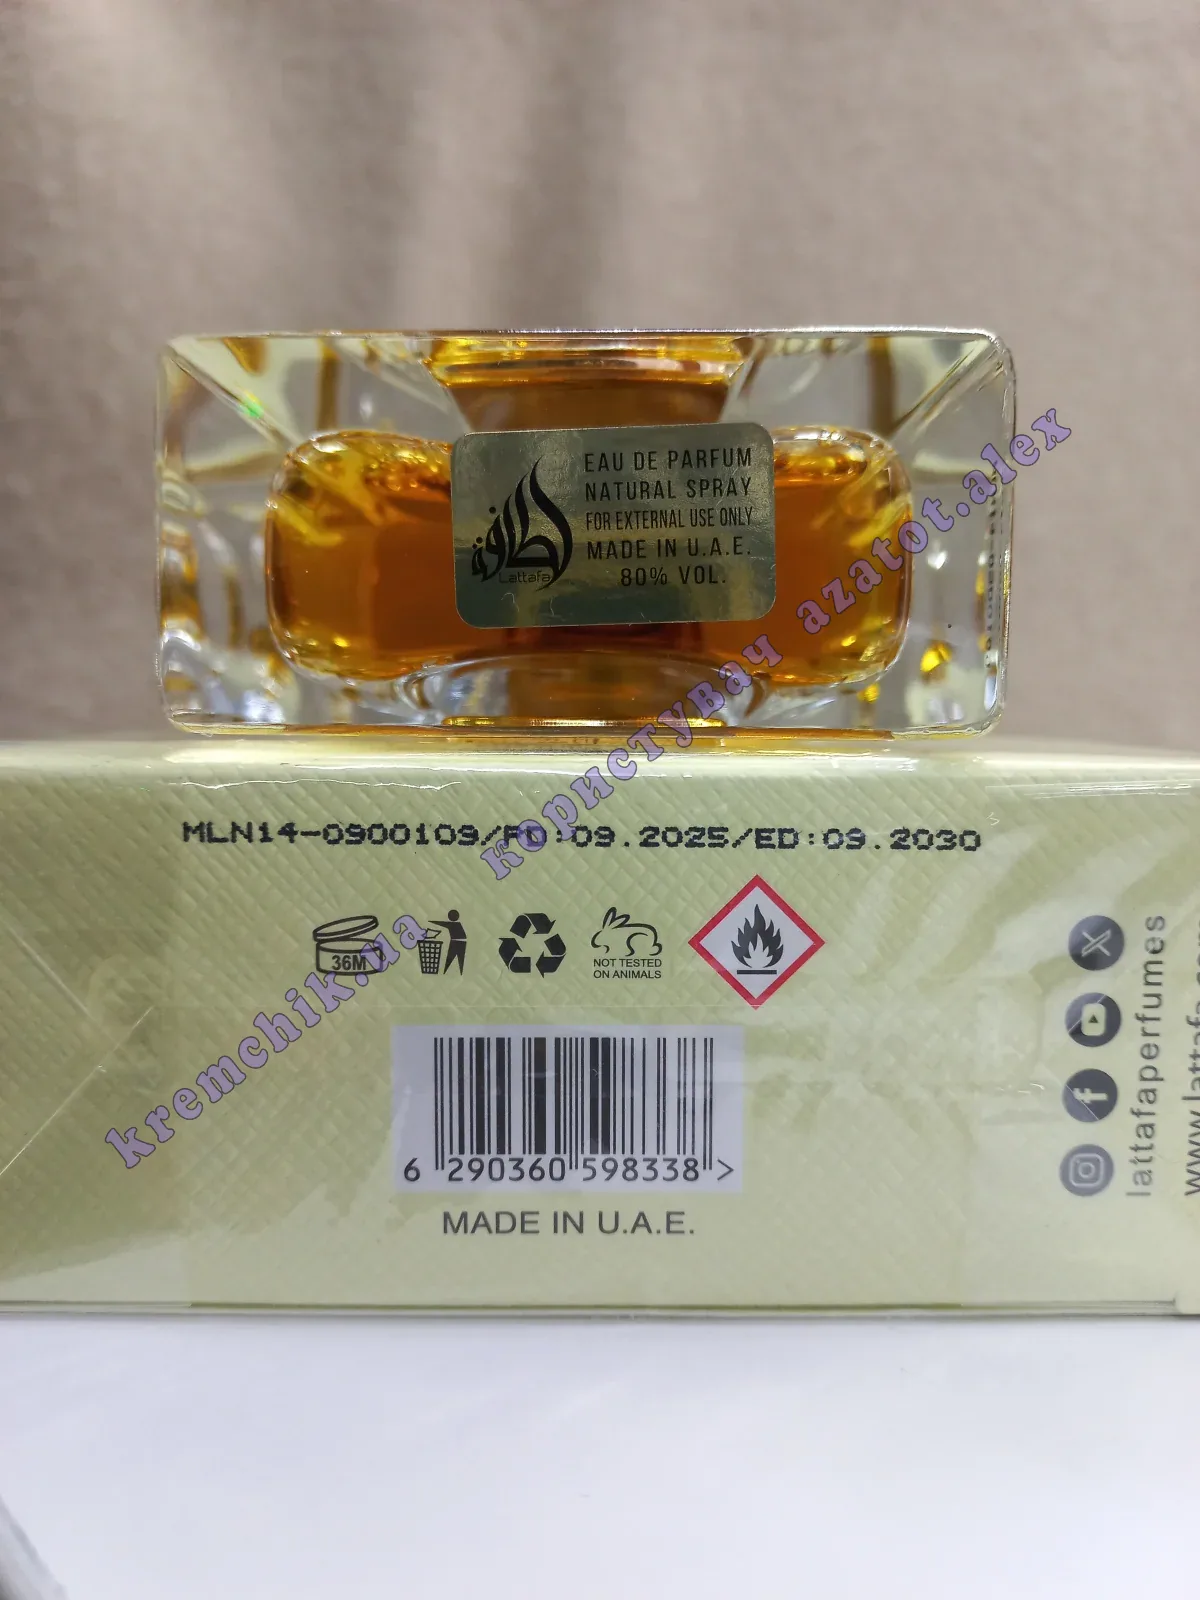 لطافة
Lattafa
EAU DE PARFUM
NATURAL SPRAY
FOR EXTERNAL USE ONLY
MADE IN U.A.E.
80% VOL.
MLN14-0900109/PD:09.2025/ED:09.2030
36M
NOT TESTED
ON ANIMALS
6 290360 598338 >
MADE IN U.A.E.
lattafaperfumes
kremchik.ua користувач azatot.alex